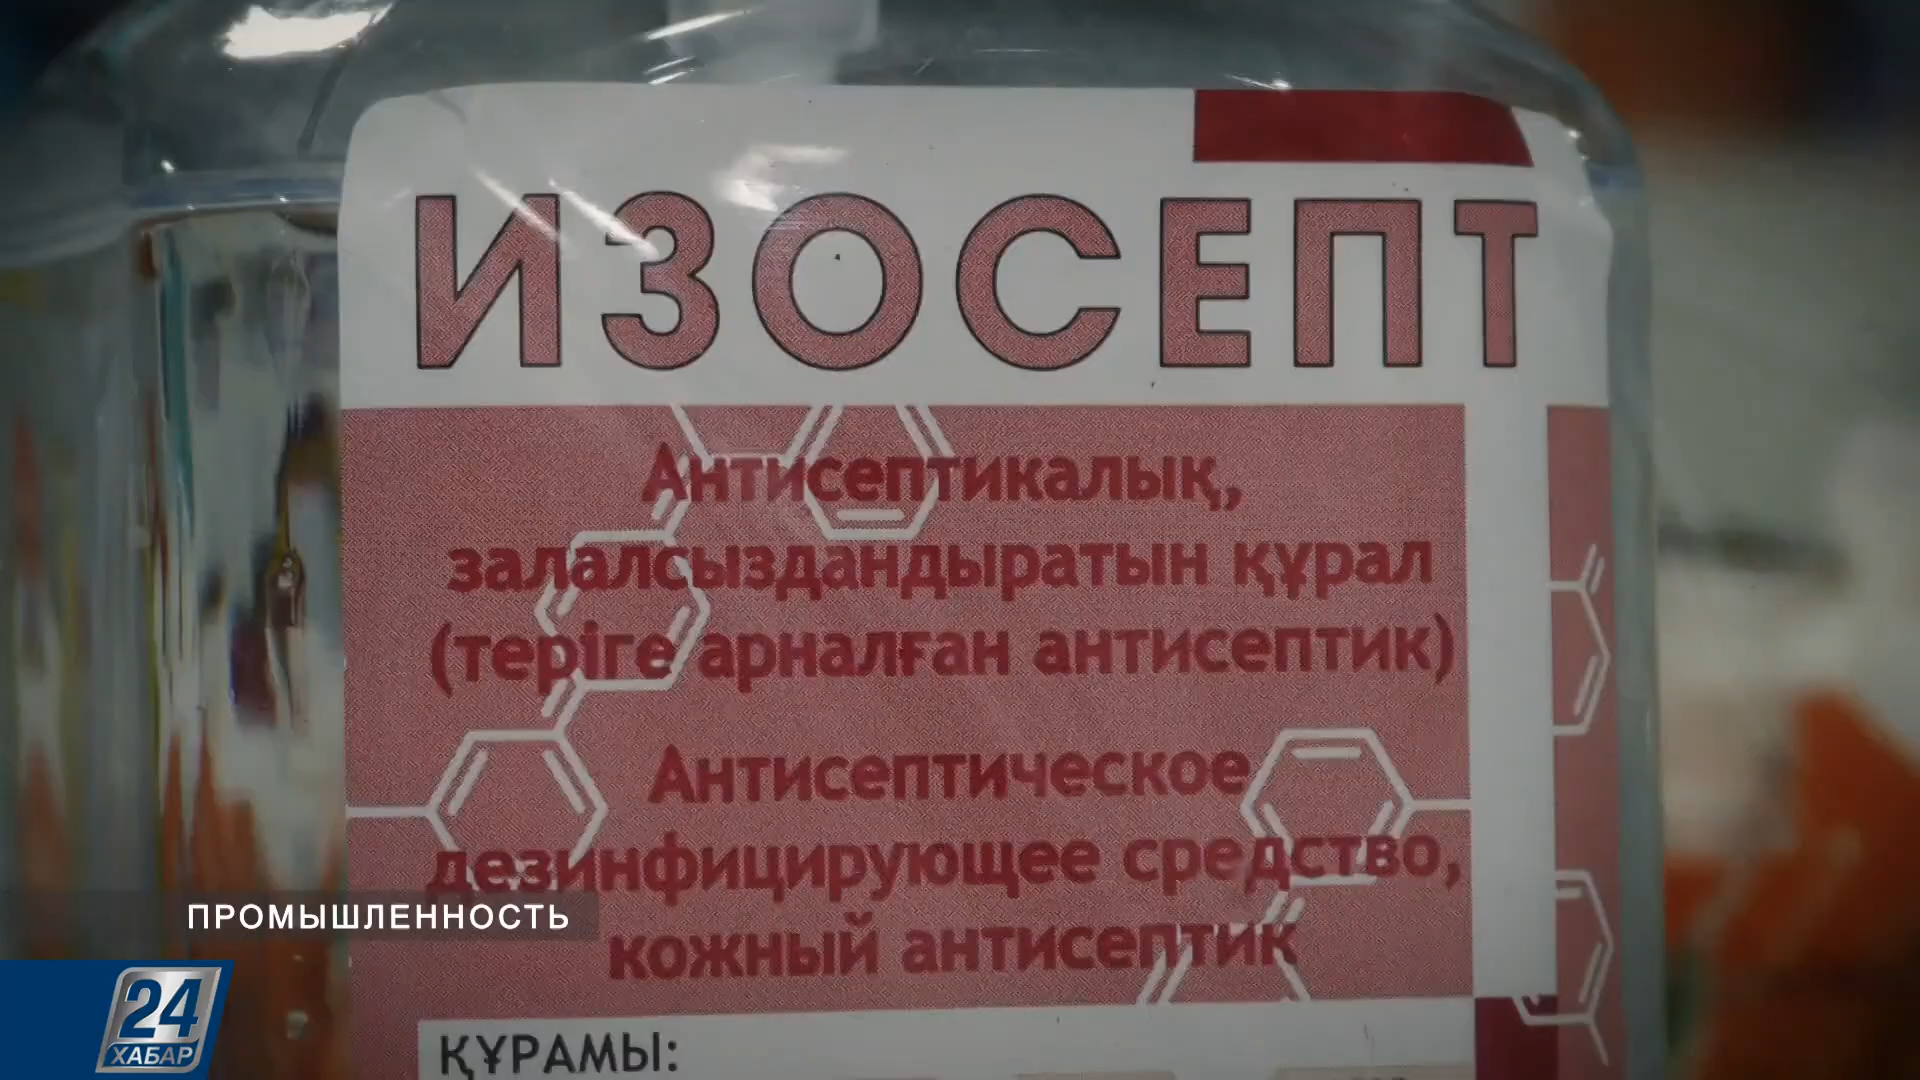 ИЗОСЕПТ
Антисептикалық,
залалсыздандыратын құрал
(теріге арналған антисептик)
Антисептическое
дезинфицирующее средство,
кожный антисептик
ҚҰРАМЫ:
ПРОМЫШЛЕННОСТЬ
24
ХАБАР